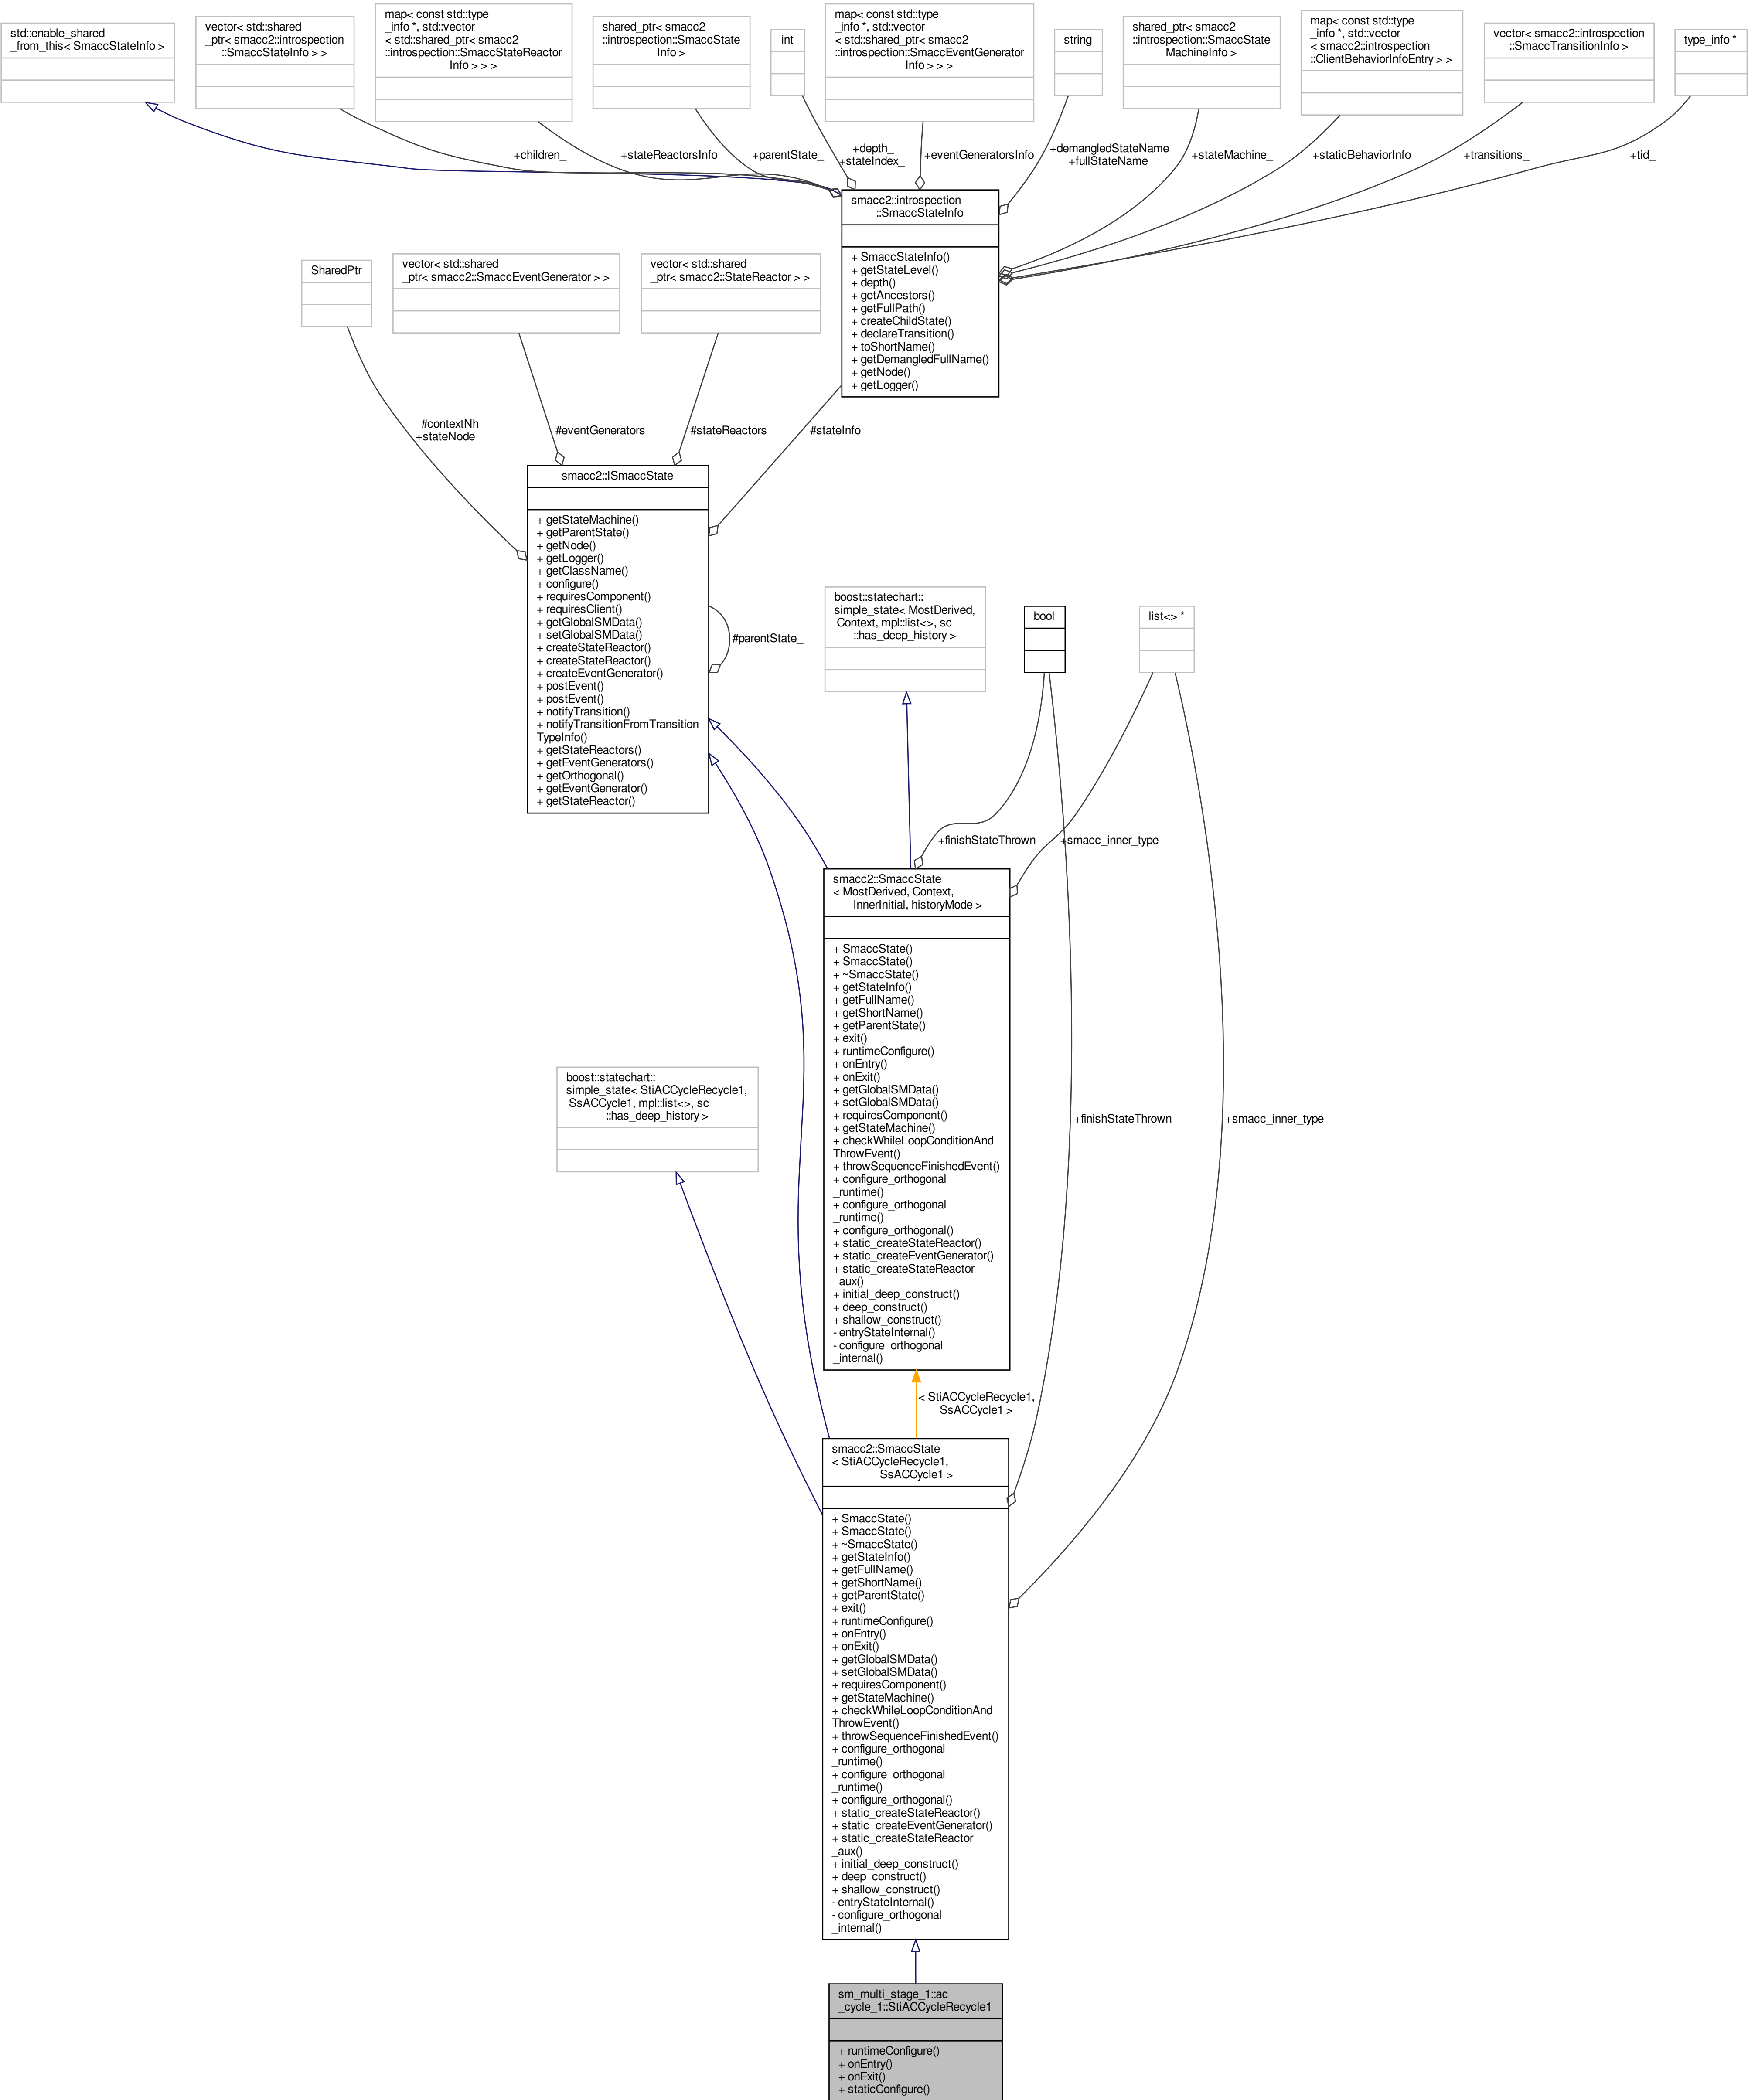 std::enable_shared
_from_this< SmaccStateInfo >
vector< std::shared
_ptr< smacc2::introspection
::SmaccStateInfo > >
map< const std::type
_info *, std::vector
< std::shared_ptr< smacc2
::introspection::SmaccStateReactor
Info > > >
shared_ptr< smacc2
::introspection::SmaccState
Info >
int
map< const std::type
_info *, std::vector
< std::shared_ptr< smacc2
::introspection::SmaccEventGenerator
Info > > >
string
shared_ptr< smacc2
::introspection::SmaccState
MachineInfo >
map< const std::type
_info *, std::vector
< smacc2::introspection
::ClientBehaviorInfoEntry > >
vector< smacc2::introspection
::SmaccTransitionInfo >
type_info *
+children_
+stateReactorsInfo
+parentState_
+depth_
+stateIndex_
+eventGeneratorsInfo
+demangledStateName
+fullStateName
+stateMachine_
+staticBehaviorInfo
+transitions_
+tid_
smacc2::introspection
::SmaccStateInfo
+ SmaccStateInfo()
+ getStateLevel()
+ depth()
+ getAncestors()
+ getFullPath()
+ createChildState()
+ declareTransition()
+ toShortName()
+ getDemangledFullName()
+ getNode()
+ getLogger()
SharedPtr
vector< std::shared
_ptr< smacc2::SmaccEventGenerator > >
vector< std::shared
_ptr< smacc2::StateReactor > >
#contextNh
+stateNode_
#eventGenerators_
#stateReactors_
#stateInfo_
smacc2::ISmaccState
+ getStateMachine()
+ getParentState()
+ getNode()
+ getLogger()
+ getClassName()
+ configure()
+ requiresComponent()
+ requiresClient()
+ getGlobalSMData()
+ setGlobalSMData()
+ createStateReactor()
+ createStateReactor()
+ createEventGenerator()
+ postEvent()
+ postEvent()
+ notifyTransition()
+ notifyTransitionFromTransition
TypeInfo()
+ getStateReactors()
+ getEventGenerators()
+ getOrthogonal()
+ getEventGenerator()
+ getStateReactor()
#parentState_
boost::statechart::
simple_state< MostDerived,
Context, mpl::list<>, sc
::has_deep_history >
bool
list<> *
+finishStateThrown
+smacc_inner_type
smacc2::SmaccState
< MostDerived, Context,
InnerInitial, historyMode >
+ SmaccState()
+ SmaccState()
+ ~SmaccState()
+ getStateInfo()
+ getFullName()
+ getShortName()
+ getParentState()
+ exit()
+ runtimeConfigure()
+ onEntry()
+ onExit()
+ getGlobalSMData()
+ setGlobalSMData()
+ requiresComponent()
+ getStateMachine()
+ checkWhileLoopConditionAnd
ThrowEvent()
+ throwSequenceFinishedEvent()
+ configure_orthogonal
_runtime()
+ configure_orthogonal
_runtime()
+ configure_orthogonal()
+ static_createStateReactor()
+ static_createEventGenerator()
+ static_createStateReactor
_aux()
+ initial_deep_construct()
+ deep_construct()
+ shallow_construct()
- entryStateInternal()
- configure_orthogonal
_internal()
boost::statechart::
simple_state< StiACCycleRecycle1,
SsACCycle1, mpl::list<>, sc
::has_deep_history >
+finishStateThrown
+smacc_inner_type
< StiACCycleRecycle1,
SsACCycle1 >
smacc2::SmaccState
< StiACCycleRecycle1,
SsACCycle1 >
+ SmaccState()
+ SmaccState()
+ ~SmaccState()
+ getStateInfo()
+ getFullName()
+ getShortName()
+ getParentState()
+ exit()
+ runtimeConfigure()
+ onEntry()
+ onExit()
+ getGlobalSMData()
+ setGlobalSMData()
+ requiresComponent()
+ getStateMachine()
+ checkWhileLoopConditionAnd
ThrowEvent()
+ throwSequenceFinishedEvent()
+ configure_orthogonal
_runtime()
+ configure_orthogonal
_runtime()
+ configure_orthogonal()
+ static_createStateReactor()
+ static_createEventGenerator()
+ static_createStateReactor
_aux()
+ initial_deep_construct()
+ deep_construct()
+ shallow_construct()
- entryStateInternal()
- configure_orthogonal
_internal()
sm_multi_stage_1::ac
_cycle_1::StiACCycleRecycle1
+ runtimeConfigure()
+ onEntry()
+ onExit()
+ staticConfigure()